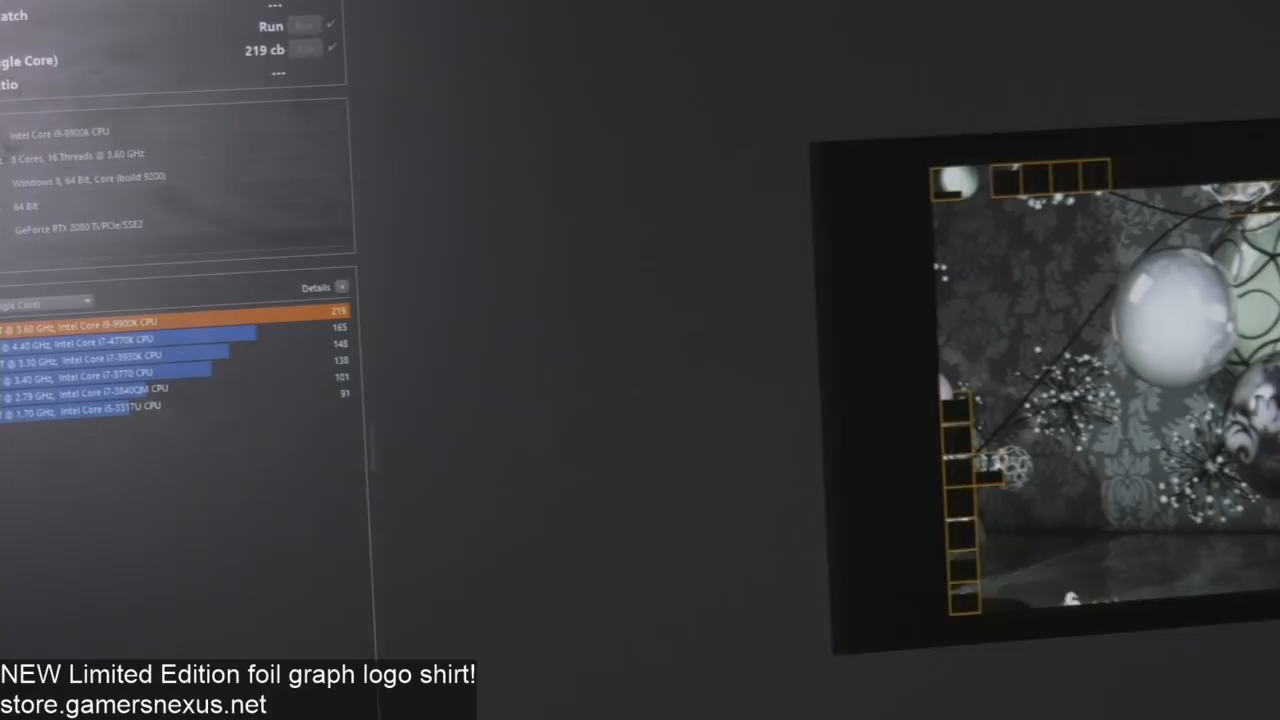 atch
---
Run
219 cb
gle Core)
---
tio
Intel Core i9-9900k CPU
8 Cores, 16 Threads @ 3.60 GHz
Windows 8, 64 Bit, Core (build 9200)
64 Bit
GeForce RTX 2080 Ti/PCIe/SSE2
gle Core)
Details
T @ 3.60 GHz, Intel Core i9-9900K CPU 219
@ 4.40 GHz, Intel Core i7-4770K CPU 165
T @ 3.30 GHz, Intel Core i7-3930K CPU 148
@ 3.40 GHz, Intel Core i7-3770 CPU 138
T @ 2.79 GHz, Intel Core i7-3840QM CPU 101
T @ 1.70 GHz, Intel Core i5-3317U CPU 91
NEW Limited Edition foil graph logo shirt!
store.gamersnexus.net